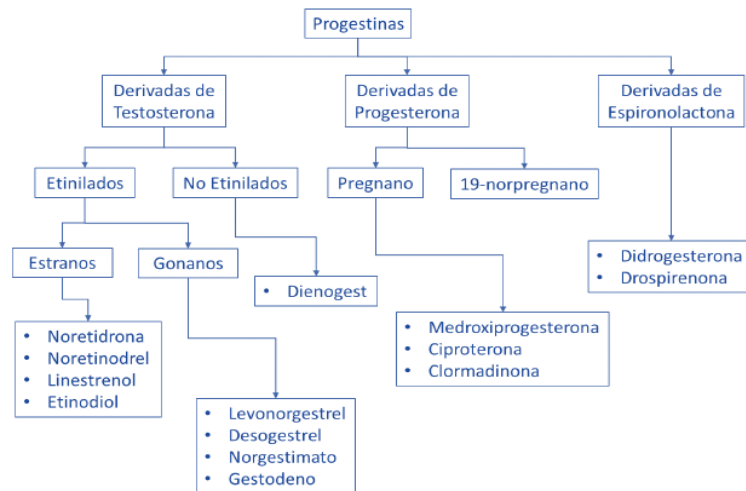 Progestinas
Derivadas de
Testosterona
Derivadas de
Progesterona
Derivadas de
Espironolactona
Etinilados
No Etinilados
Pregnano
19-norpregnano
Estranos
Gonanos
• Dienogest
• Didrogesterona
• Drospirenona
• Noretidrona
• Noretinodrel
• Linestrenol
• Etinodiol
• Medroxiprogesterona
• Ciproterona
• Clormadinona
• Levonorgestrel
• Desogestrel
• Norgestimato
• Gestodeno